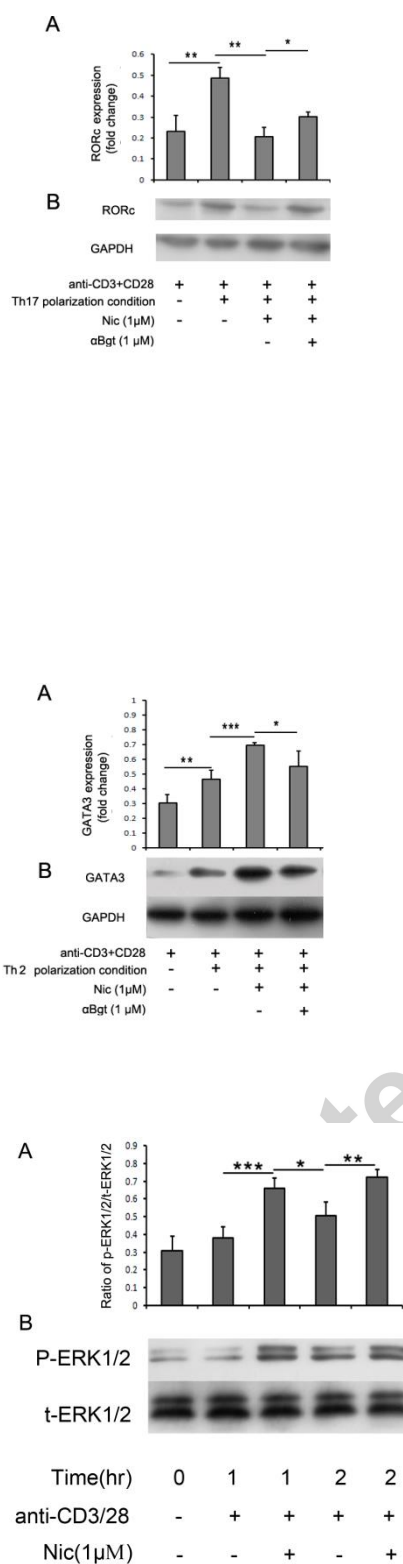 A
** ** *
RORc expression
(fold change)
0.6
0.5
0.4
0.3
0.2
0.1
0
B
RORc
GAPDH
anti-CD3+CD28 + + + +
Th17 polarization condition - + + +
Nic (1µM) - - + +
αBgt (1 µM) - +
A
** *** *
GATA3 expression
(fold change)
1
0.9
0.8
0.7
0.6
0.5
0.4
0.3
0.2
0.1
0
B
GATA3
GAPDH
anti-CD3+CD28 + + + +
Th2 polarization condition - + + +
Nic (1µM) - - + +
αBgt (1 µM) - +
te
A
*** * **
Ratio of p-ERK1/2/t-ERK1/2
0.9
0.8
0.7
0.6
0.5
0.4
0.3
0.2
0.1
0
B
P-ERK1/2
t-ERK1/2
Time(hr) 0 1 1 2 2
anti-CD3/28 - + + + +
Nic(1µM) - - + - +